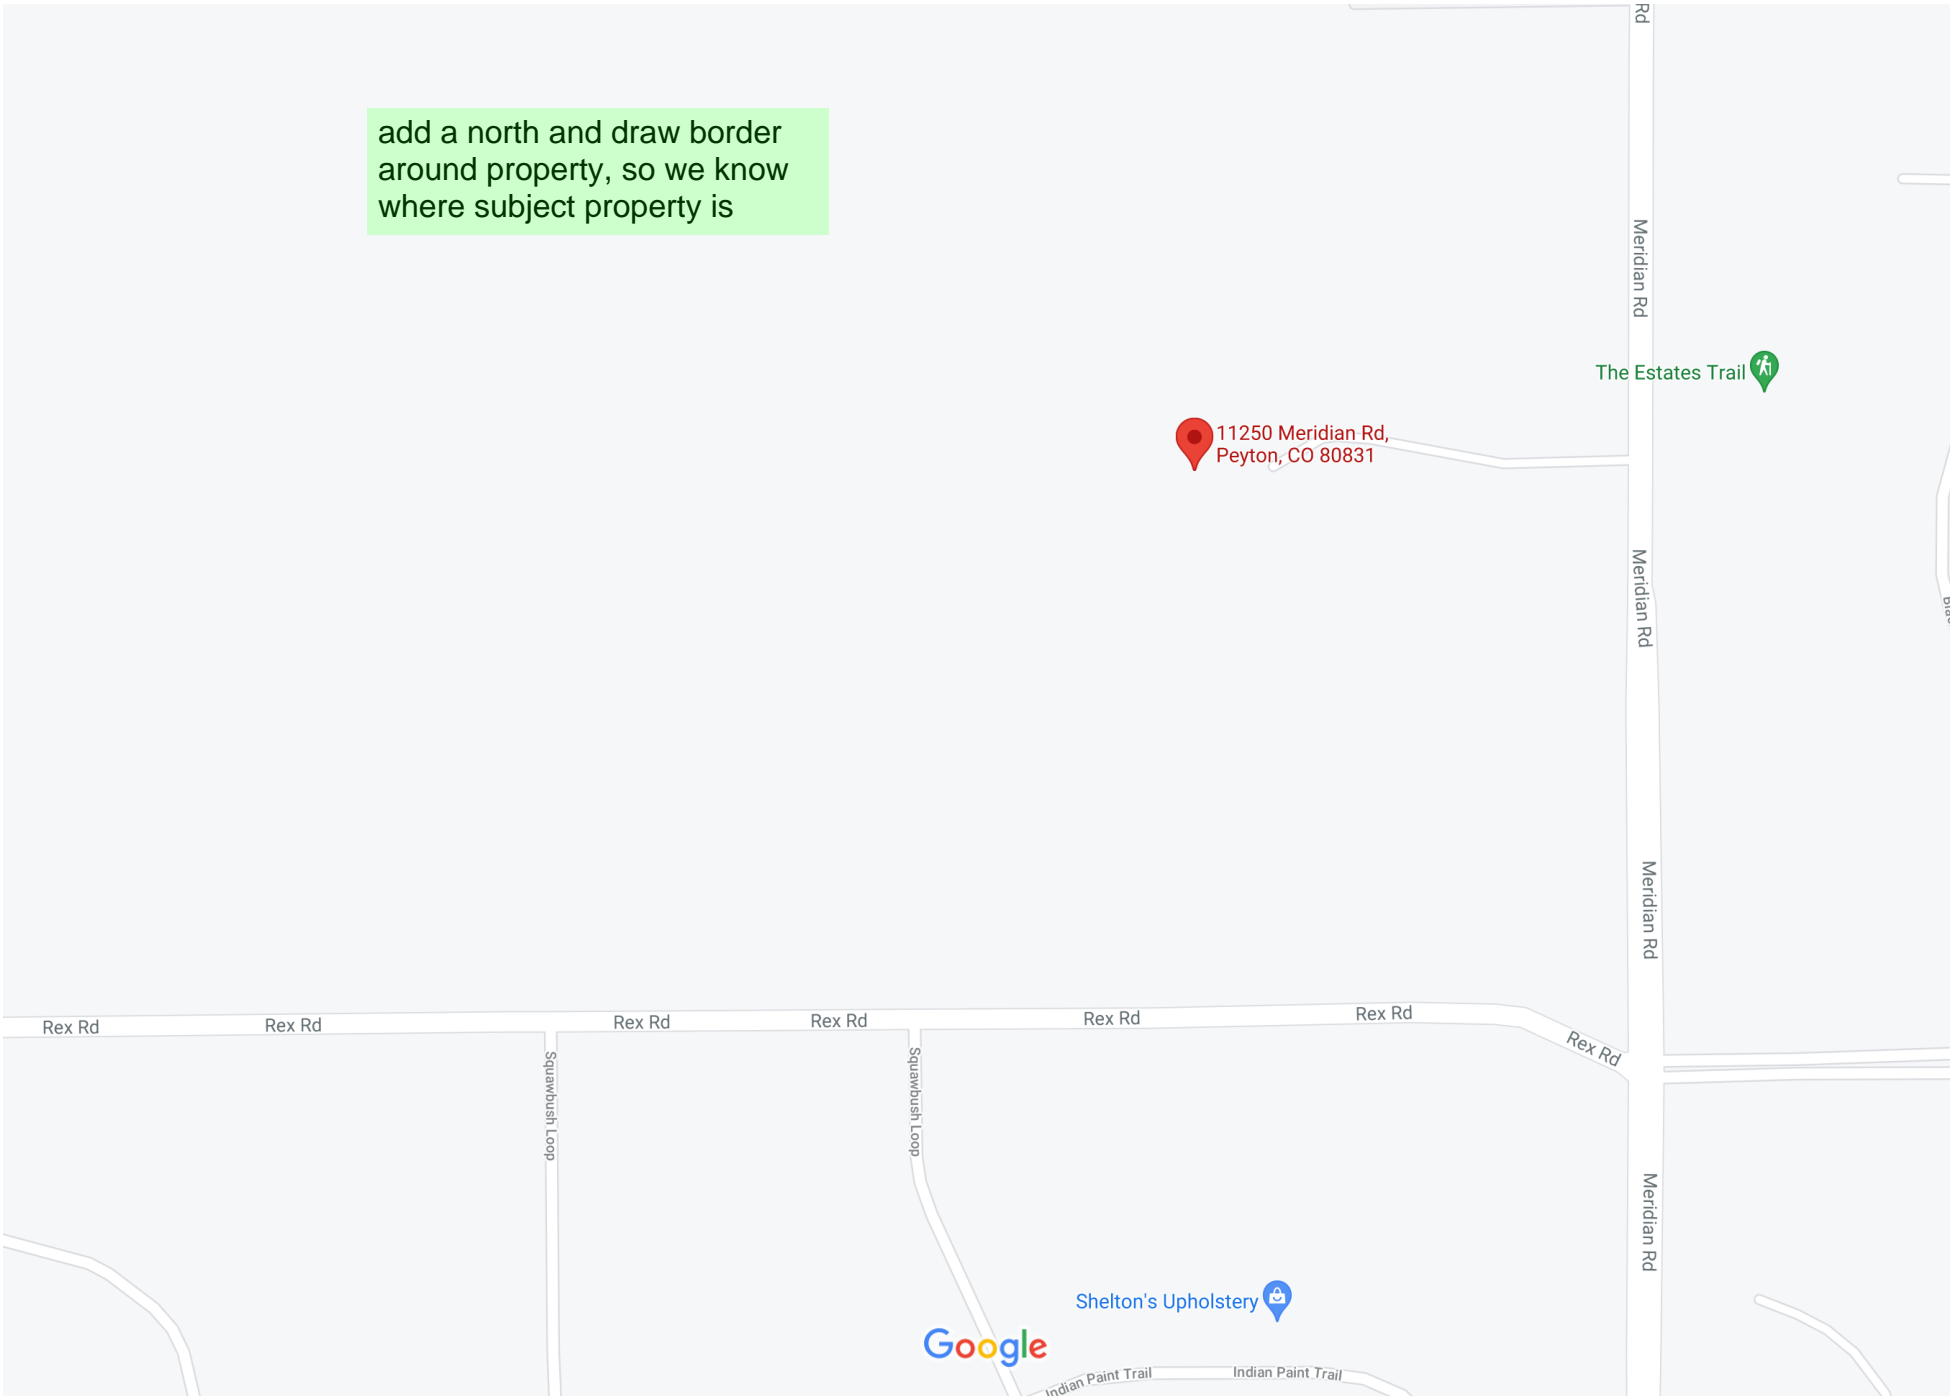 Rd
add a north and draw border
around property, so we know
where subject property is
Meridian Rd
The Estates Trail
11250 Meridian Rd,
Peyton, CO 80831
Meridian Rd
Meridian Rd
Rex Rd
Rex Rd
Rex Rd
Rex Rd
Rex Rd
Rex Rd
Rex Rd
Squawbush Loop
Squawbush Loop
Meridian Rd
Shelton's Upholstery
Google
Indian Paint Trail
Indian Paint Trail